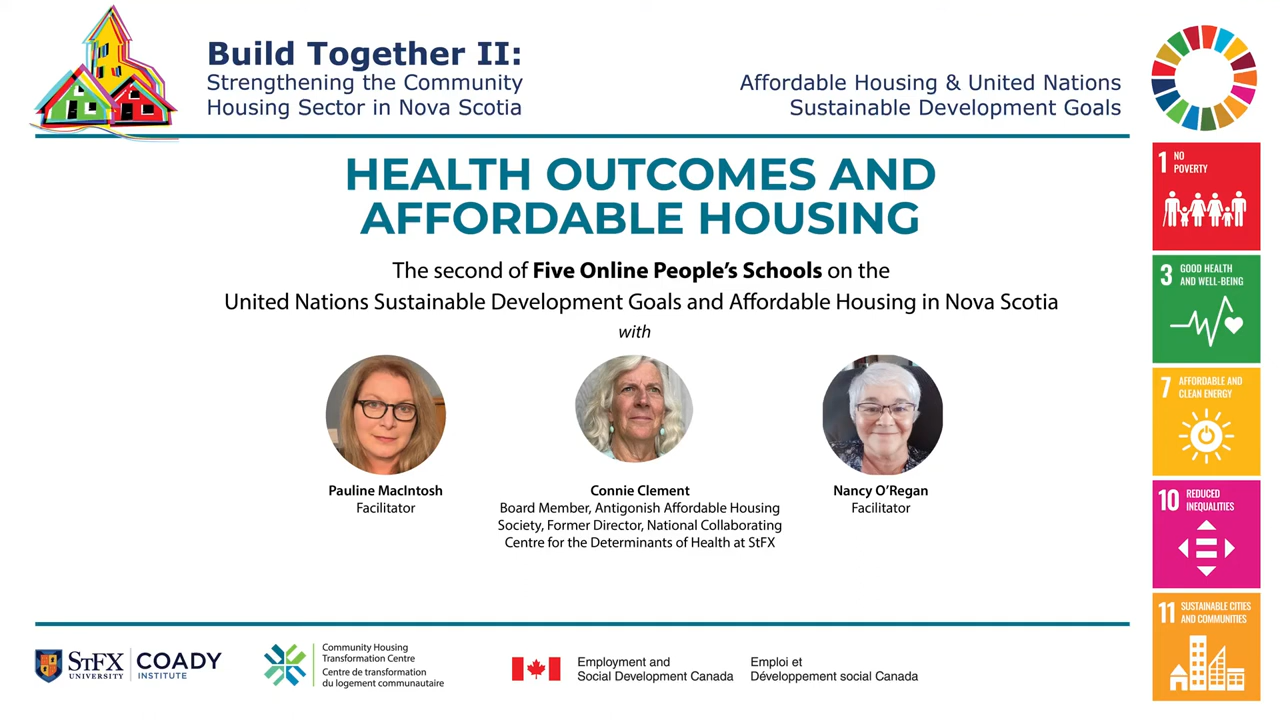 Build Together II:
Strengthening the Community
Housing Sector in Nova Scotia
Affordable Housing & United Nations
Sustainable Development Goals
HEALTH OUTCOMES AND
AFFORDABLE HOUSING
The second of Five Online People's Schools on the
United Nations Sustainable Development Goals and Affordable Housing in Nova Scotia
with
Pauline MacIntosh
Facilitator
Connie Clement
Board Member, Antigonish Affordable Housing
Society, Former Director, National Collaborating
Centre for the Determinants of Health at StFX
Nancy O'Regan
Facilitator
1 NO
POVERTY
3 GOOD HEALTH
AND WELL-BEING
7 AFFORDABLE AND
CLEAN ENERGY
10 REDUCED
INEQUALITIES
11 SUSTAINABLE CITIES
AND COMMUNITIES
STFX
UNIVERSITY
COADY
INSTITUTE
Community Housing
Transformation Centre
Centre de transformation
du logement communautaire
Employment and
Social Development Canada
Emploi et
Développement social Canada